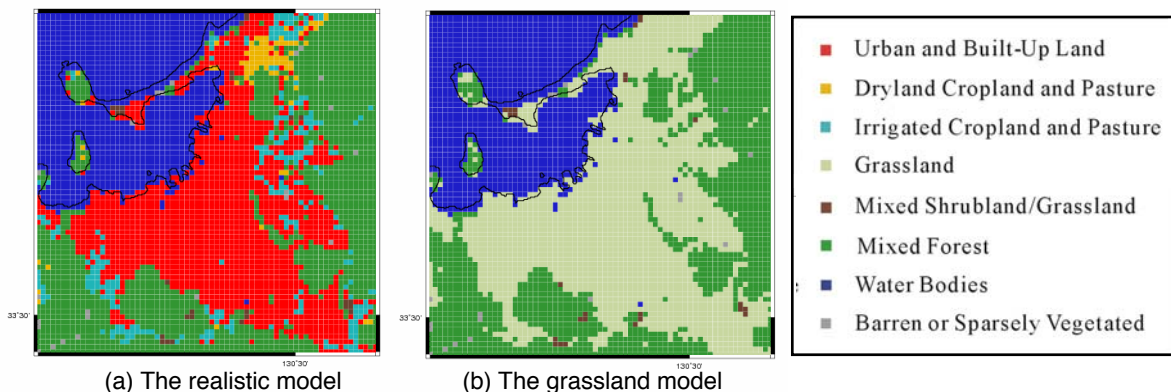 33°30'
130°30'
(a) The realistic model
33°30'
130°30'
(b) The grassland model
Urban and Built-Up Land
Dryland Cropland and Pasture
Irrigated Cropland and Pasture
Grassland
Mixed Shrubland/Grassland
Mixed Forest
Water Bodies
Barren or Sparsely Vegetated